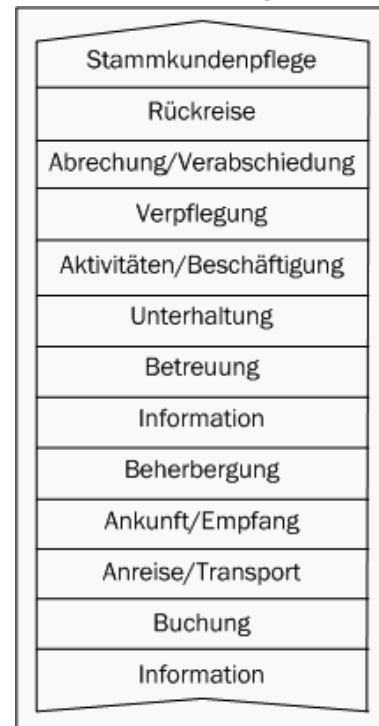 Stammkundenpflege
Rückreise
Abrechung/Verabschiedung
Verpflegung
Aktivitäten/Beschäftigung
Unterhaltung
Betreuung
Information
Beherbergung
Ankunft/Empfang
Anreise/Transport
Buchung
Information